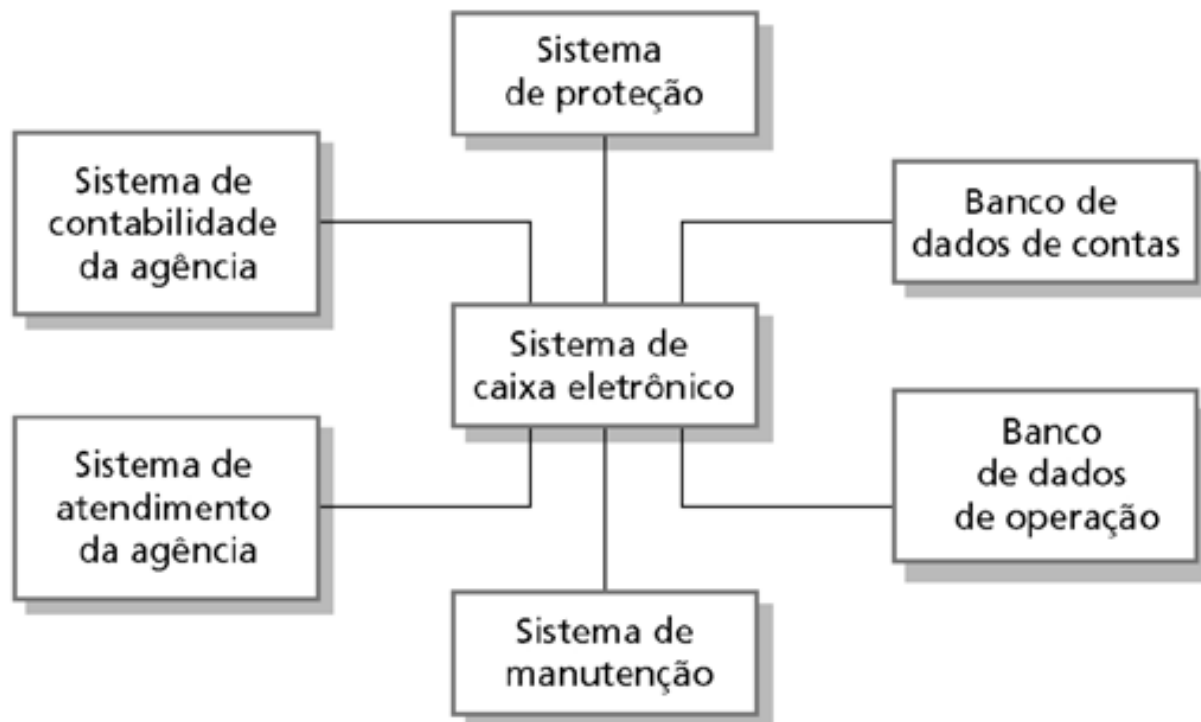 Sistema
de proteção
Sistema de
contabilidade
da agência
Banco de
dados de contas
Sistema de
caixa eletrônico
Sistema de
atendimento
da agência
Banco
de dados
de operação
Sistema de
manutenção